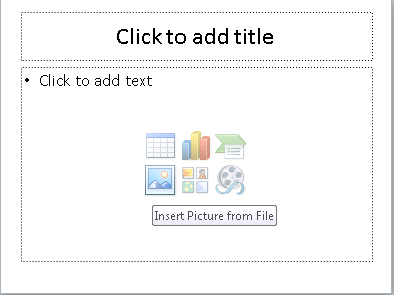 Click to add title
• Click to add text
Insert Picture from File